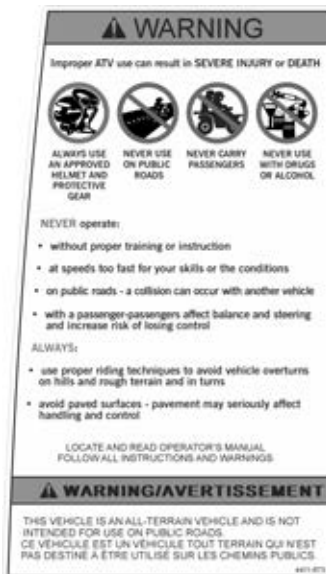 WARNING
Improper ATV use can result in SEVERE INJURY or DEATH
ALWAYS USE
AN APPROVED
HELMET AND
PROTECTIVE
GEAR
NEVER USE
ON PUBLIC
ROADS
NEVER CARRY
PASSENGERS
NEVER USE
WITH DRUGS
OR ALCOHOL
NEVER operate:
• without proper training or instruction
• at speeds too fast for your skills or the conditions
• on public roads - a collision can occur with another vehicle
• with a passenger-passengers affect balance and steering
and increase risk of losing control
ALWAYS:
• use proper riding techniques to avoid vehicle overturns
on hills and rough terrain and in turns
• avoid paved surfaces - pavement may seriously affect
handling and control
LOCATE AND READ OPERATOR'S MANUAL
FOLLOW ALL INSTRUCTIONS AND WARNINGS
WARNING/AVERTISSEMENT
THIS VEHICLE IS AN ALL-TERRAIN VEHICLE AND IS NOT
INTENDED FOR USE ON PUBLIC ROADS.
CE VÉHICULE EST UN VÉHICULE TOUT TERRAIN QUI N'EST
PAS DESTINÉ À ÊTRE UTILISÉ SUR LES CHEMINS PUBLICS.